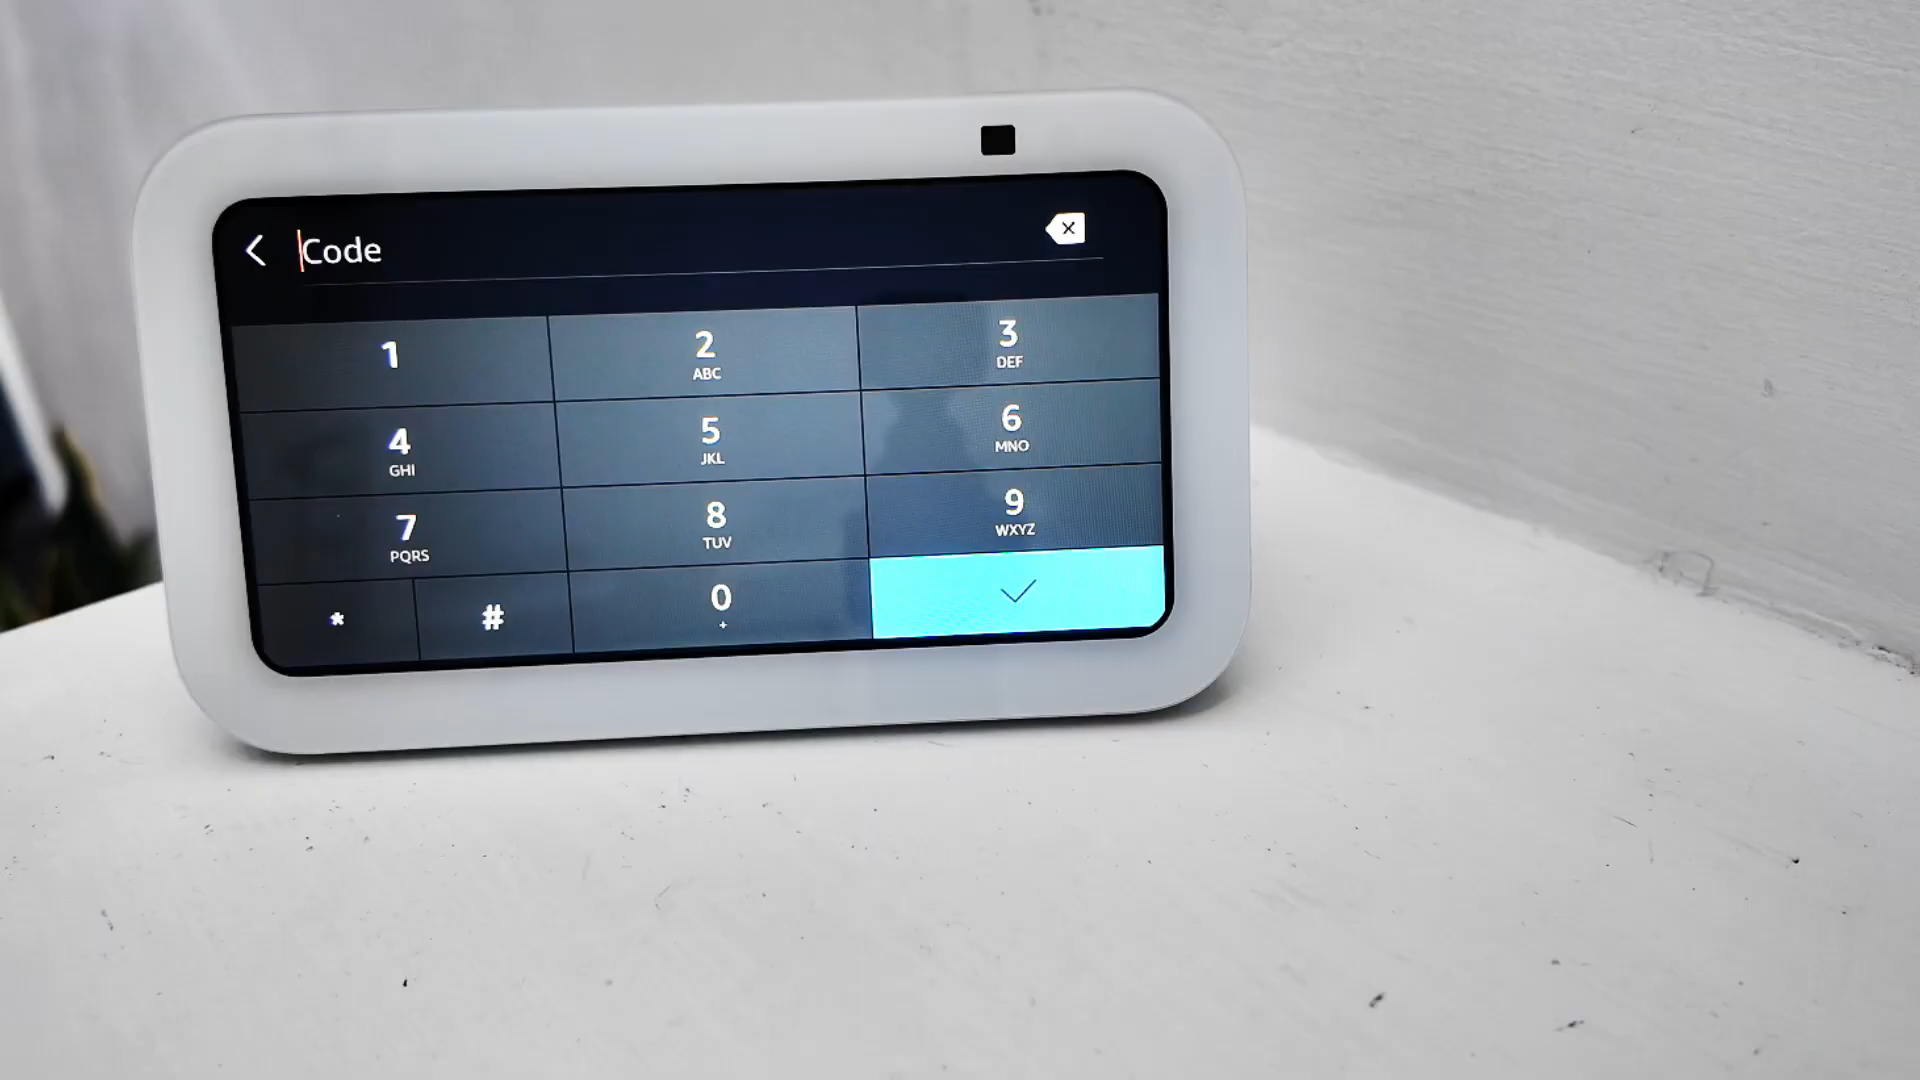 Code
1 2 3
ABC DEF
4 5 6
GHI JKL MNO
7 8 9
PQRS TUV WXYZ
* # 0
+